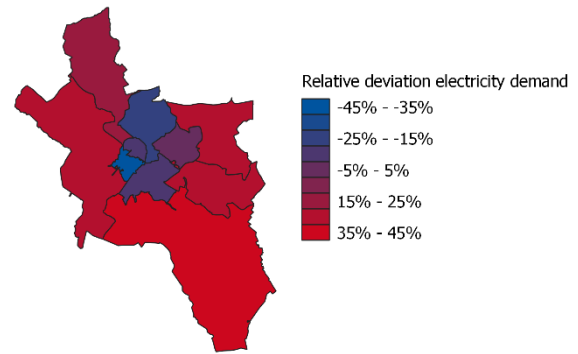 Relative deviation electricity demand
-45% - -35%
-25% - -15%
-5% - 5%
15% - 25%
35% - 45%